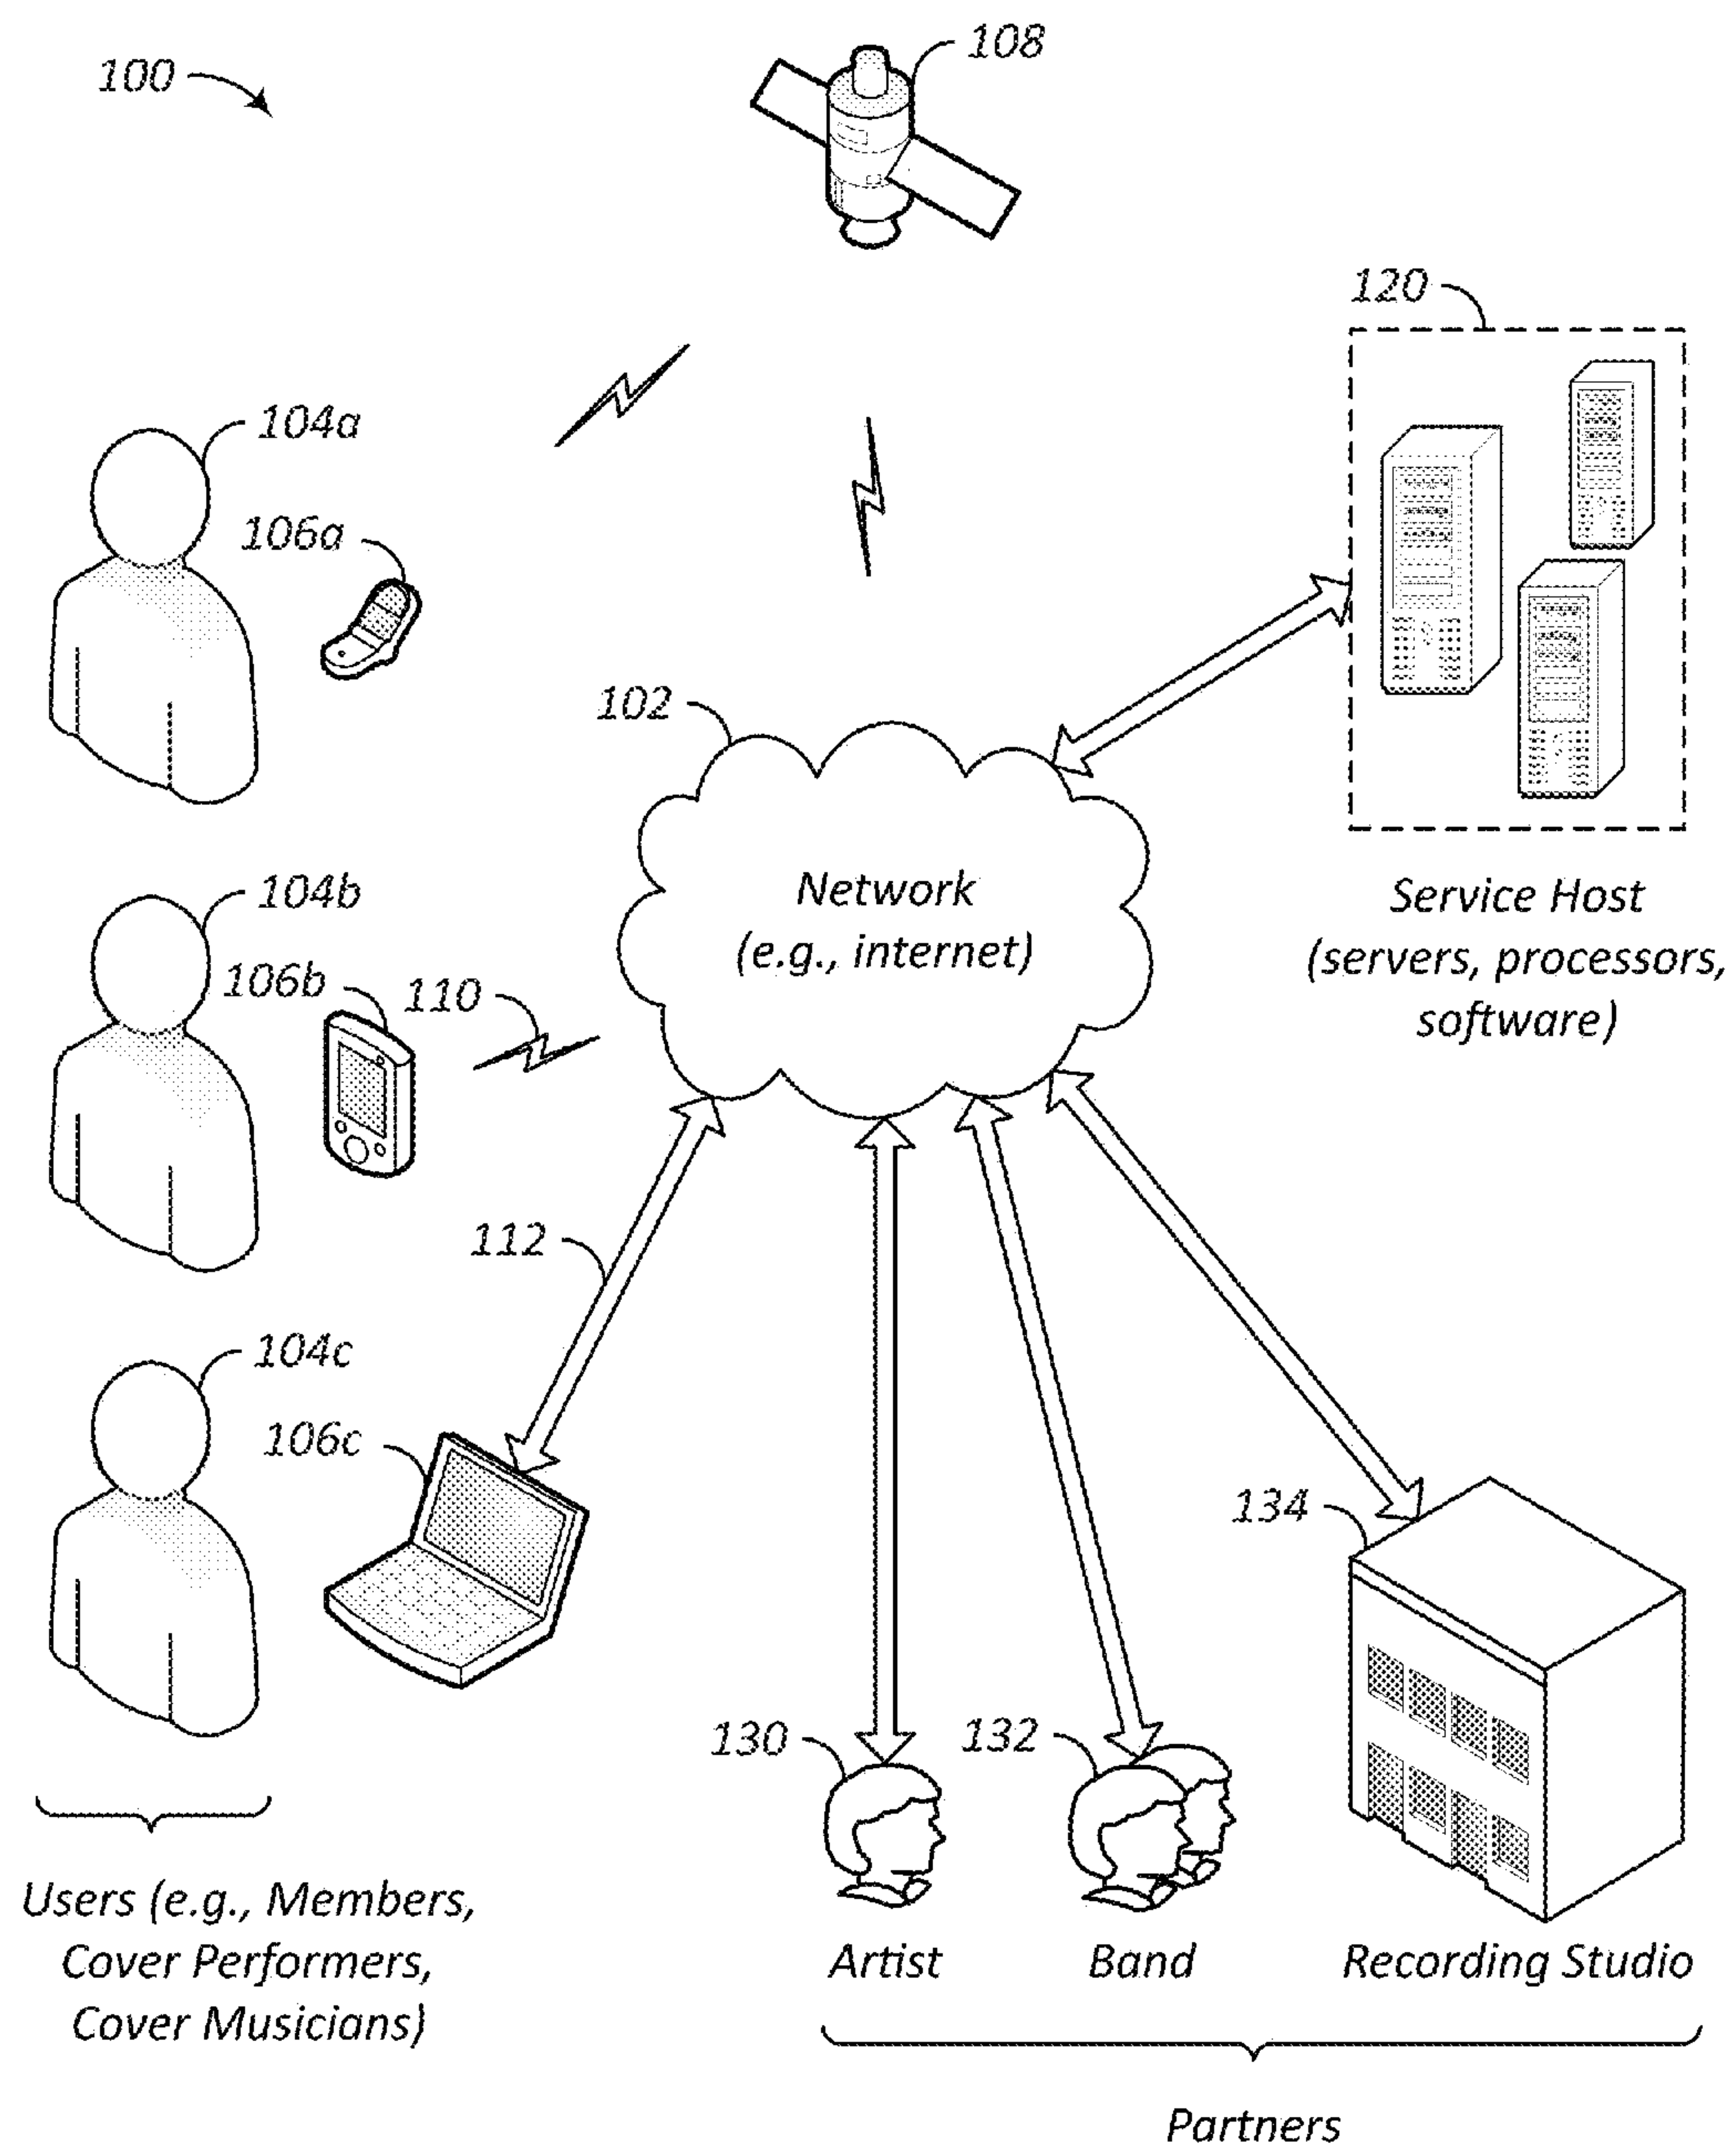 108
100
120
104a
106a
102
Network
(e.g., internet)
Service Host
(servers, processors,
software)
104b
106b
110
112
104c
106c
134
130
132
Users (e.g., Members,
Cover Performers,
Cover Musicians)
Artist
Band
Recording Studio
Partners